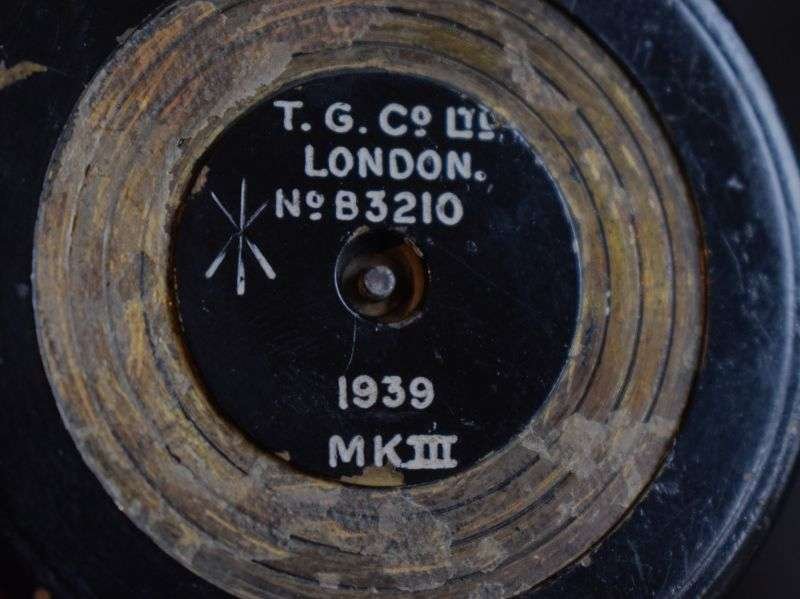 T. G. Cº LTD.
LONDON.
Nº B3210
1939
MK III